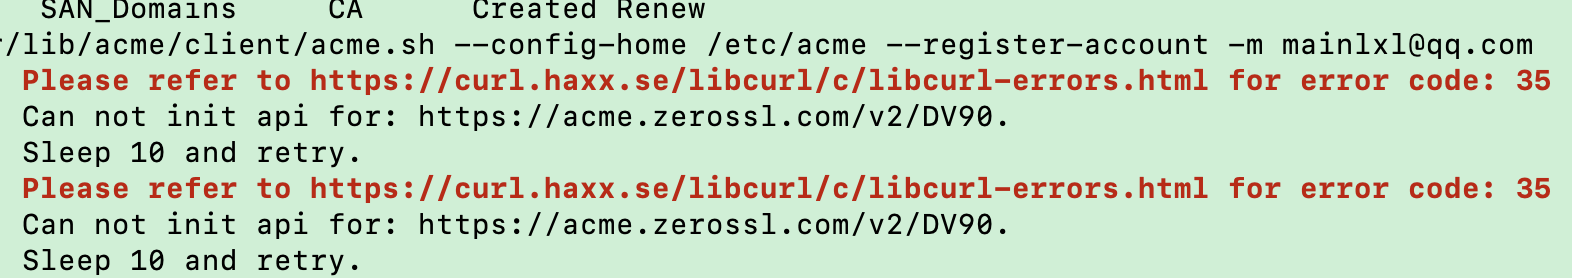 SAN_Domains CA Created Renew
/lib/acme/client/acme.sh --config-home /etc/acme --register-account -m mainlxl@qq.com
Please refer to https://curl.haxx.se/libcurl/c/libcurl-errors.html for error code: 35
Can not init api for: https://acme.zerossl.com/v2/DV90.
Sleep 10 and retry.
Please refer to https://curl.haxx.se/libcurl/c/libcurl-errors.html for error code: 35
Can not init api for: https://acme.zerossl.com/v2/DV90.
Sleep 10 and retry.